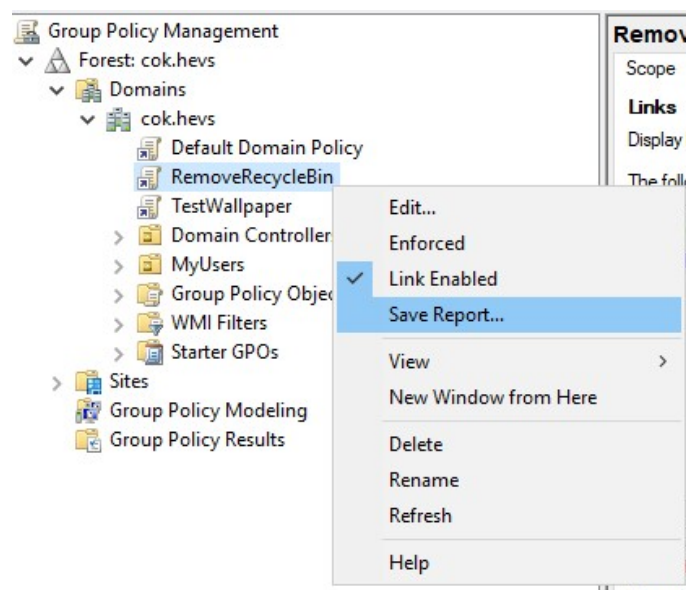 Group Policy Management
Forest: cok.hevs
Domains
cok.hevs
Default Domain Policy
RemoveRecycleBin
TestWallpaper
Domain Controller
MyUsers
Group Policy Objec
WMI Filters
Starter GPOs
Sites
Group Policy Modeling
Group Policy Results
Remov
Scope
Links
Display
The foll
Edit...
Enforced
Link Enabled
Save Report...
View
New Window from Here
Delete
Rename
Refresh
Help